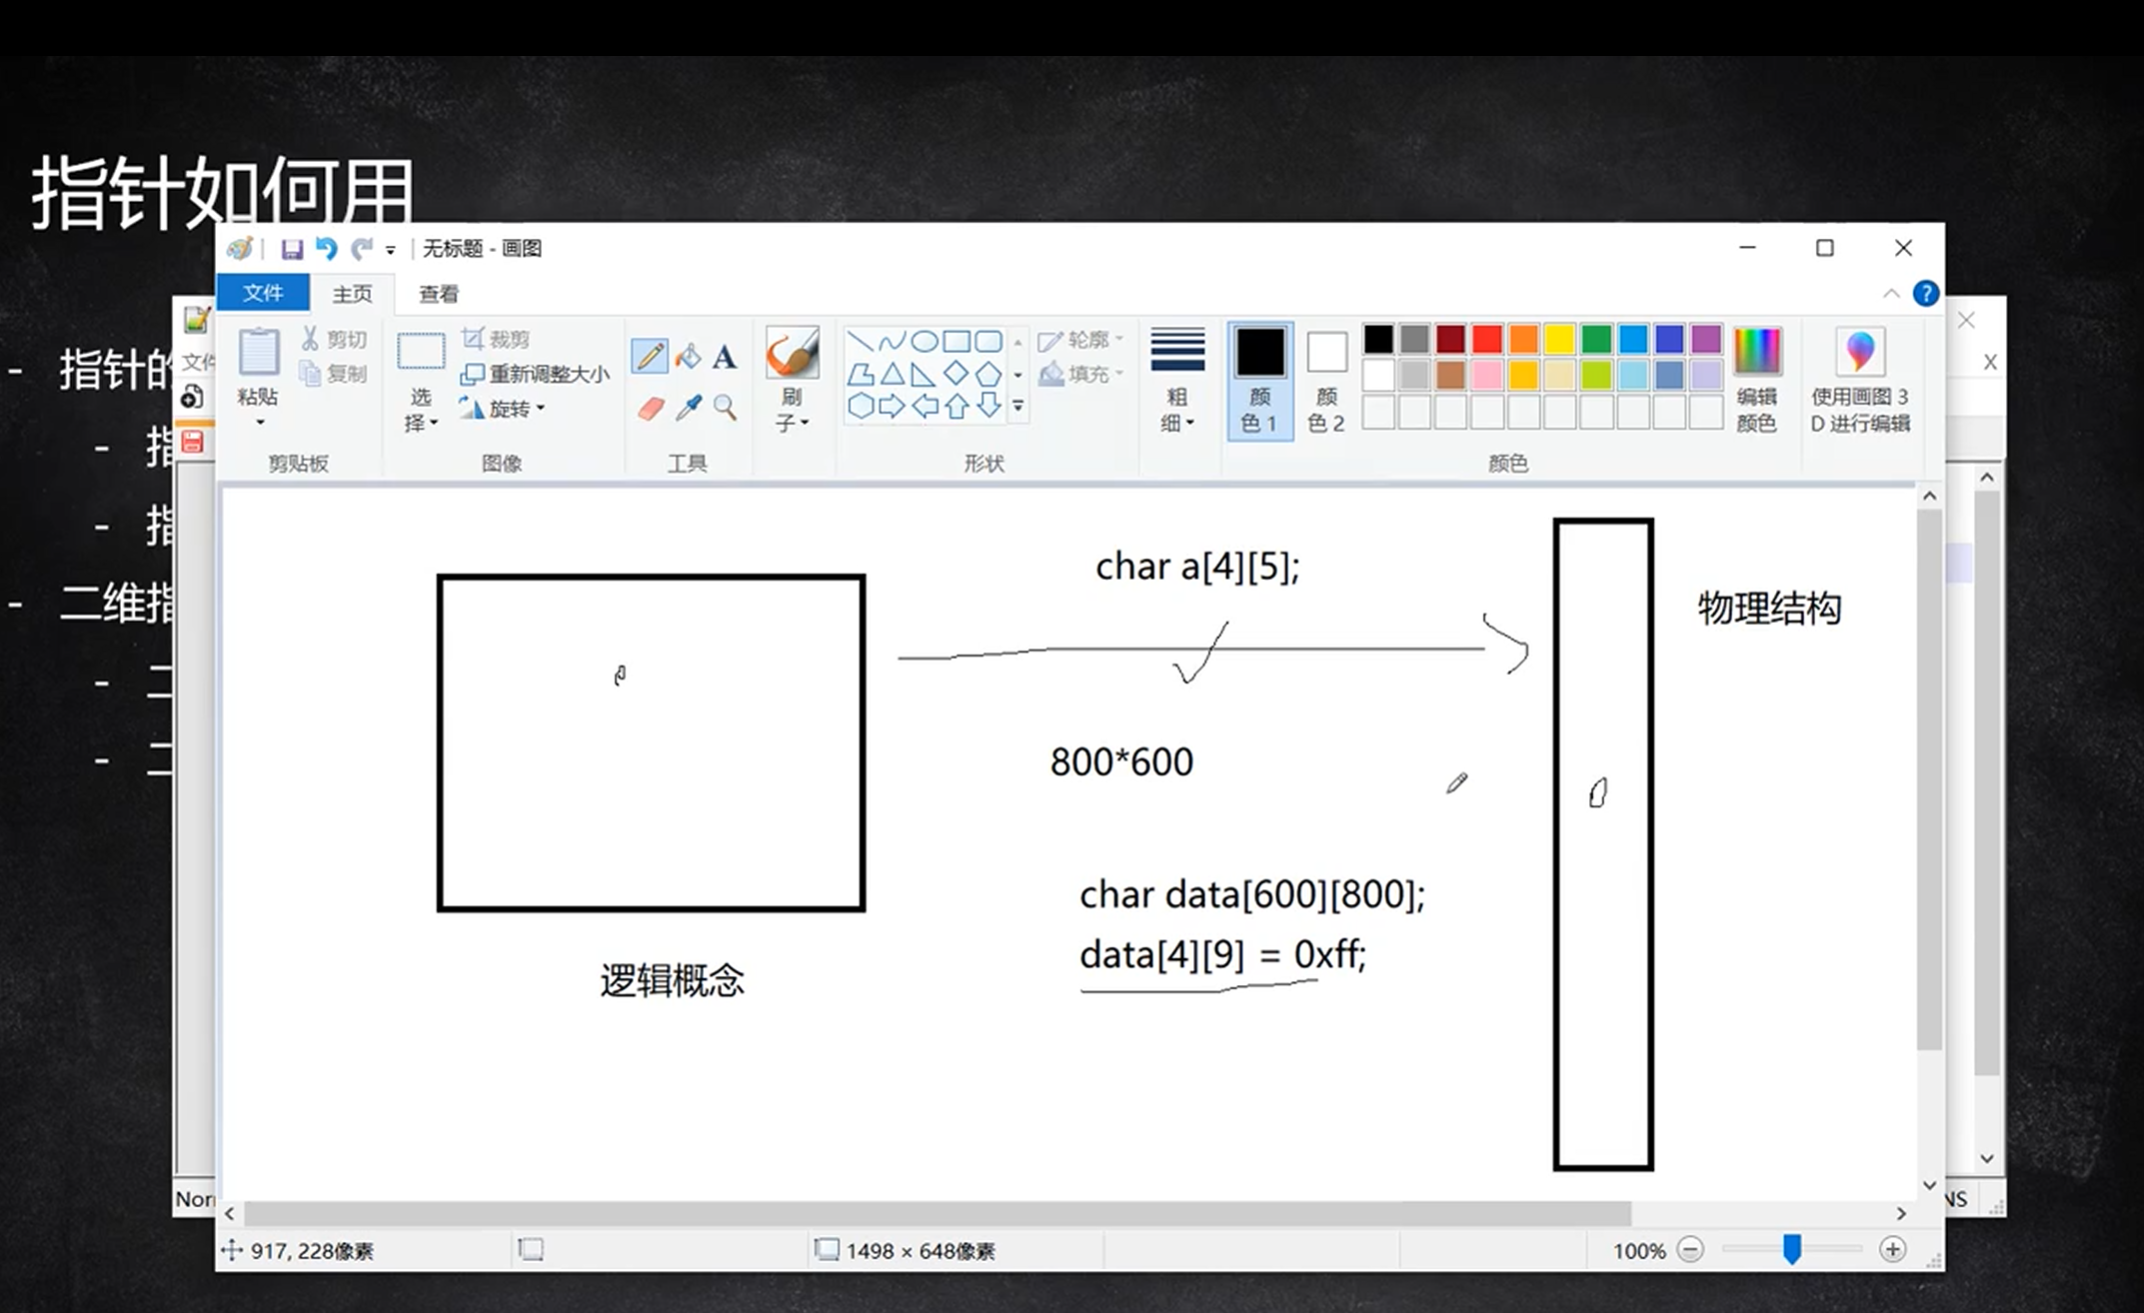 指针如何用
- 指针的
- 指
- 指
- 二维指
- 二
- 二
文件
Nor
X
NS
无标题 - 画图
文件 主页 查看
粘贴
剪切
复制
剪贴板
选择
裁剪
重新调整大小
旋转
图像
A
工具
刷子
形状
轮廓
填充
粗细
颜色 1
颜色 2
颜色
编辑颜色
使用画图 3D 进行编辑
?
char a[4][5];
物理结构
800*600
char data[600][800];
data[4][9] = 0xff;
逻辑概念
917, 228像素
1498 × 648像素
100%